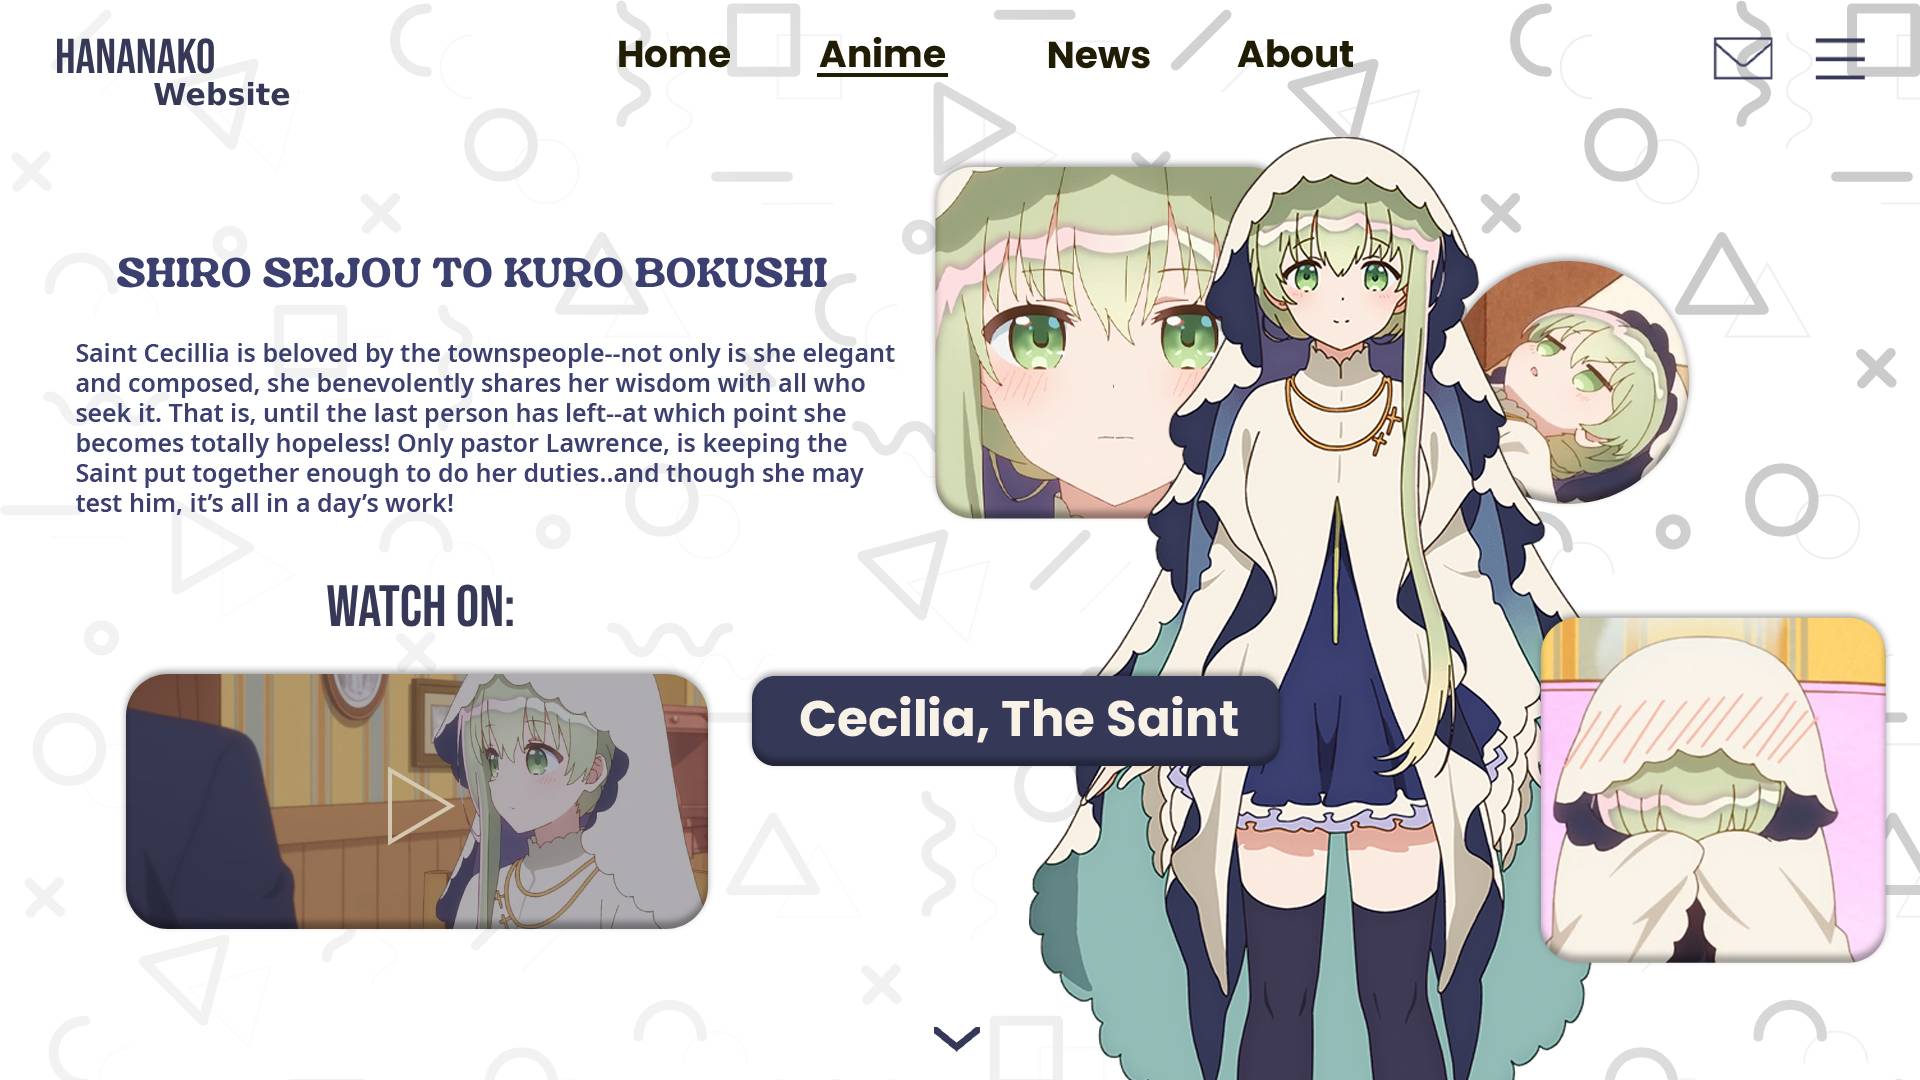 HANANAKO
Website
Home Anime News About
SHIRO SEIJOU TO KURO BOKUSHI
Saint Cecillia is beloved by the townspeople--not only is she elegant
and composed, she benevolently shares her wisdom with all who
seek it. That is, until the last person has left--at which point she
becomes totally hopeless! Only pastor Lawrence, is keeping the
Saint put together enough to do her duties..and though she may
test him, it’s all in a day’s work!
WATCH ON:
Cecilia, The Saint